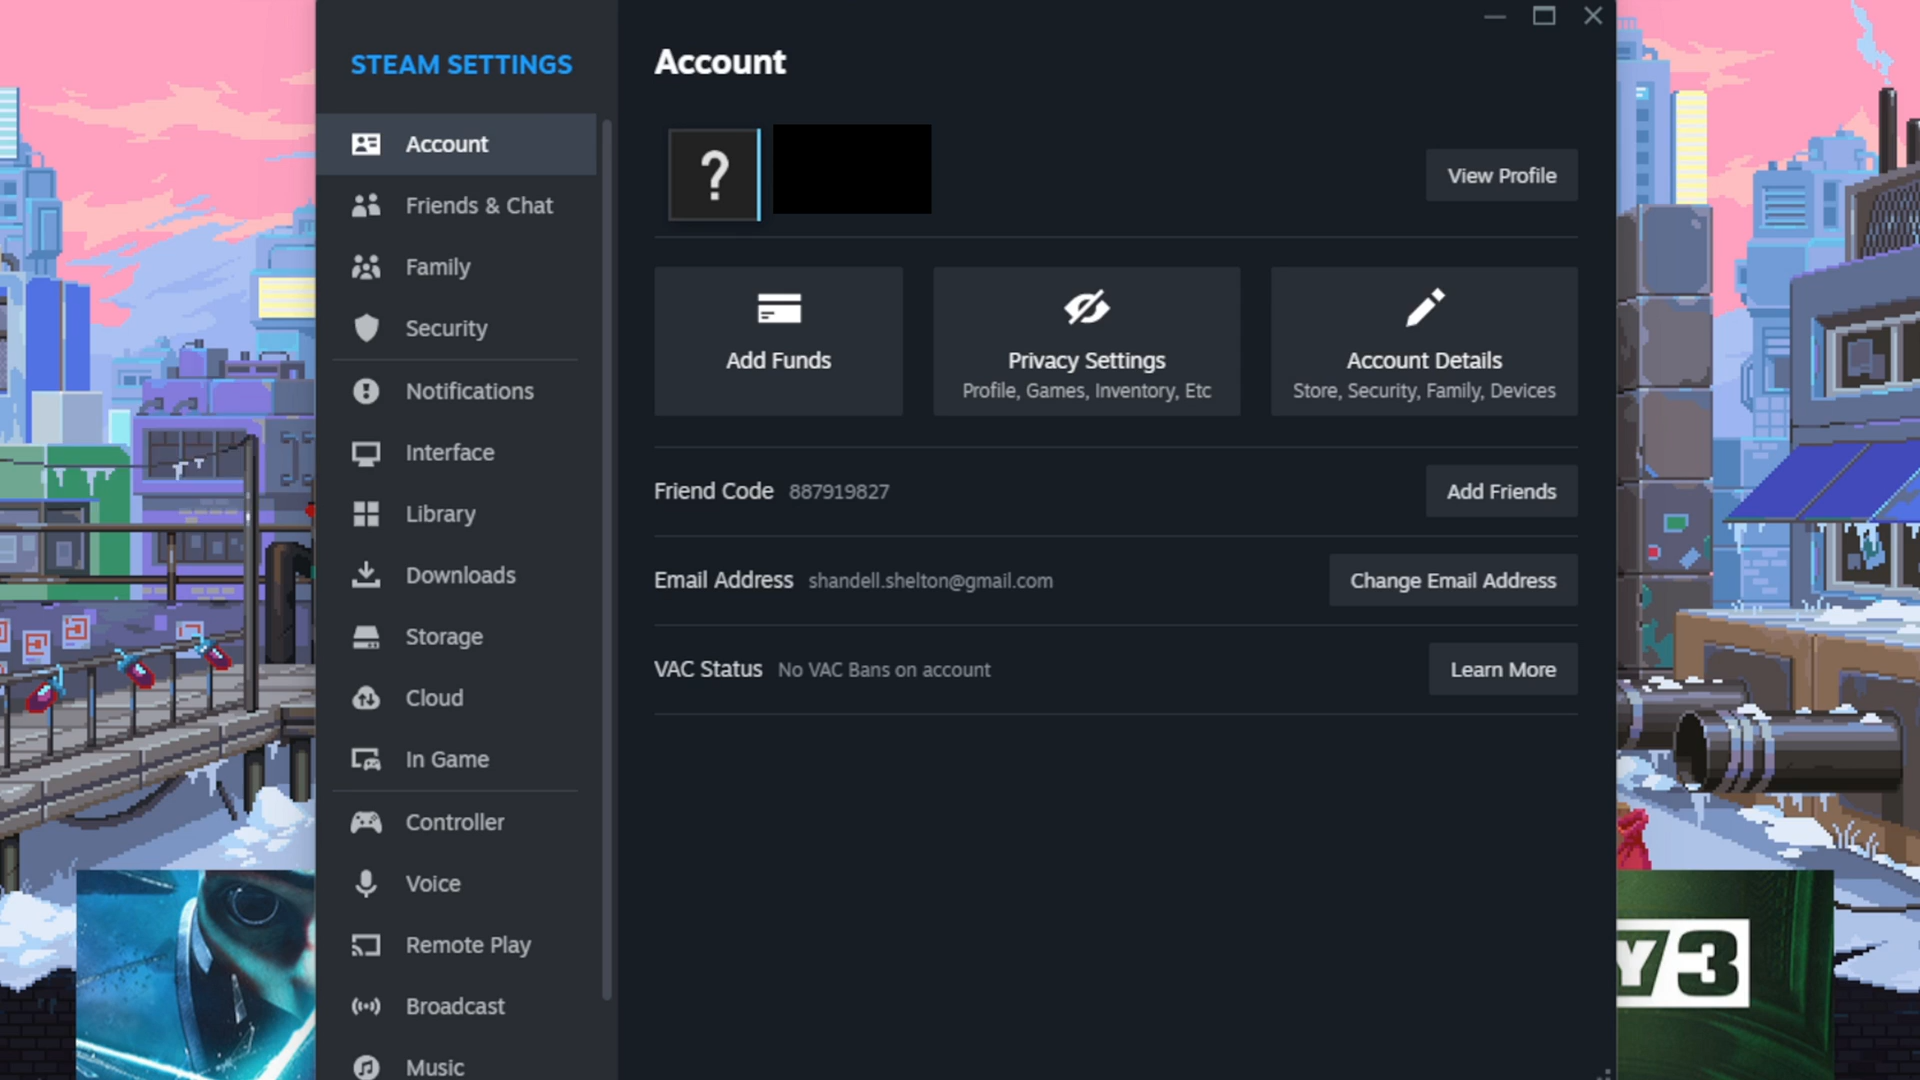 STEAM SETTINGS
Account
Friends & Chat
Family
Security
Notifications
Interface
Library
Downloads
Storage
Cloud
In Game
Controller
Voice
Remote Play
Broadcast
Music
Account
?
View Profile
Add Funds
Privacy Settings
Profile, Games, Inventory, Etc
Account Details
Store, Security, Family, Devices
Friend Code 887919827
Add Friends
Email Address shandell.shelton@gmail.com
Change Email Address
VAC Status No VAC Bans on account
Learn More
Y3